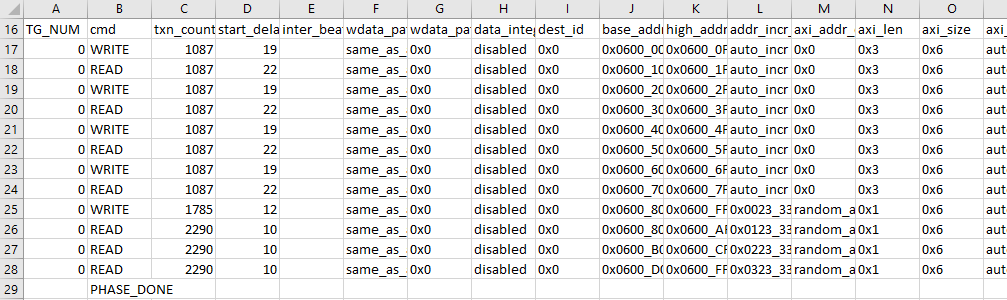 A B C D E F G H I J K L M N O
16 TG_NUM cmd txn_count start_dela inter_bea wdata_pa wdata_pa data_integ dest_id base_addr high_addr addr_incr_ axi_addr_ axi_len axi_size axi_
17 0 WRITE 1087 19 same_as_ 0x0 disabled 0x0 0x0600_00 0x0600_0F auto_incr 0x0 0x3 0x6 aut
18 0 READ 1087 22 same_as_ 0x0 disabled 0x0 0x0600_10 0x0600_1F auto_incr 0x0 0x3 0x6 aut
19 0 WRITE 1087 19 same_as_ 0x0 disabled 0x0 0x0600_20 0x0600_2F auto_incr 0x0 0x3 0x6 aut
20 0 READ 1087 22 same_as_ 0x0 disabled 0x0 0x0600_30 0x0600_3F auto_incr 0x0 0x3 0x6 aut
21 0 WRITE 1087 19 same_as_ 0x0 disabled 0x0 0x0600_40 0x0600_4F auto_incr 0x0 0x3 0x6 aut
22 0 READ 1087 22 same_as_ 0x0 disabled 0x0 0x0600_50 0x0600_5F auto_incr 0x0 0x3 0x6 aut
23 0 WRITE 1087 19 same_as_ 0x0 disabled 0x0 0x0600_60 0x0600_6F auto_incr 0x0 0x3 0x6 aut
24 0 READ 1087 22 same_as_ 0x0 disabled 0x0 0x0600_70 0x0600_7F auto_incr 0x0 0x3 0x6 aut
25 0 WRITE 1785 12 same_as_ 0x0 disabled 0x0 0x0600_80 0x0600_FF 0x0023_33 random_a 0x1 0x6 aut
26 0 READ 2290 10 same_as_ 0x0 disabled 0x0 0x0600_80 0x0600_AF 0x0123_33 random_a 0x1 0x6 aut
27 0 READ 2290 10 same_as_ 0x0 disabled 0x0 0x0600_B0 0x0600_CF 0x0223_33 random_a 0x1 0x6 aut
28 0 READ 2290 10 same_as_ 0x0 disabled 0x0 0x0600_D0 0x0600_FF 0x0323_33 random_a 0x1 0x6 aut
29 PHASE_DONE